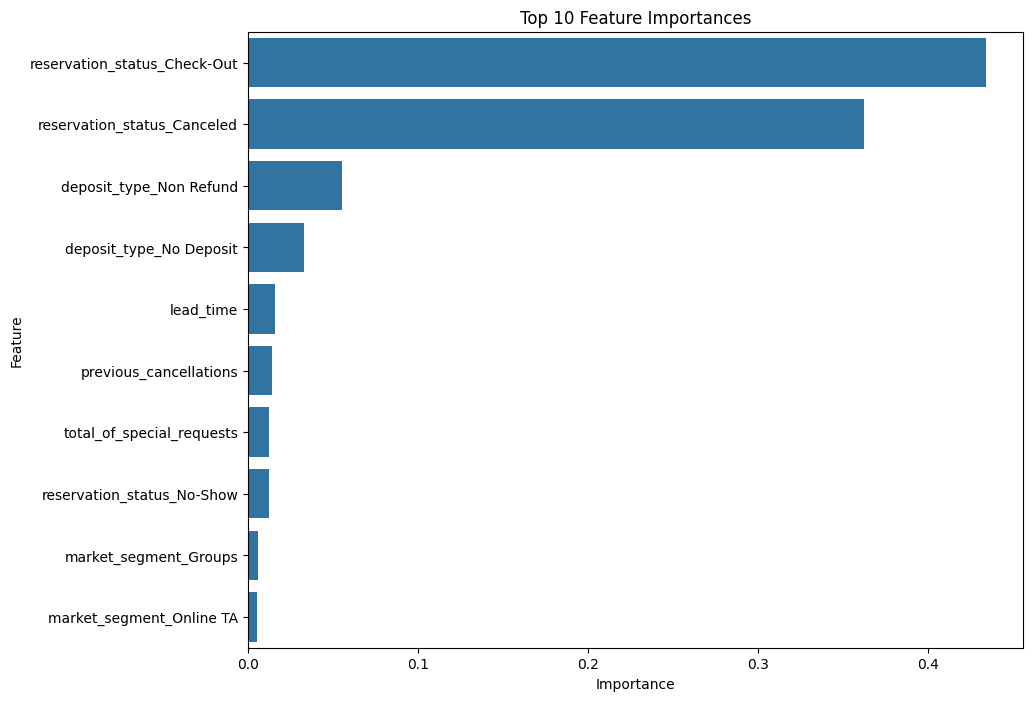 Top 10 Feature Importances
Feature
reservation_status_Check-Out
reservation_status_Canceled
deposit_type_Non Refund
deposit_type_No Deposit
lead_time
previous_cancellations
total_of_special_requests
reservation_status_No-Show
market_segment_Groups
market_segment_Online TA
0.0 0.1 0.2 0.3 0.4
Importance